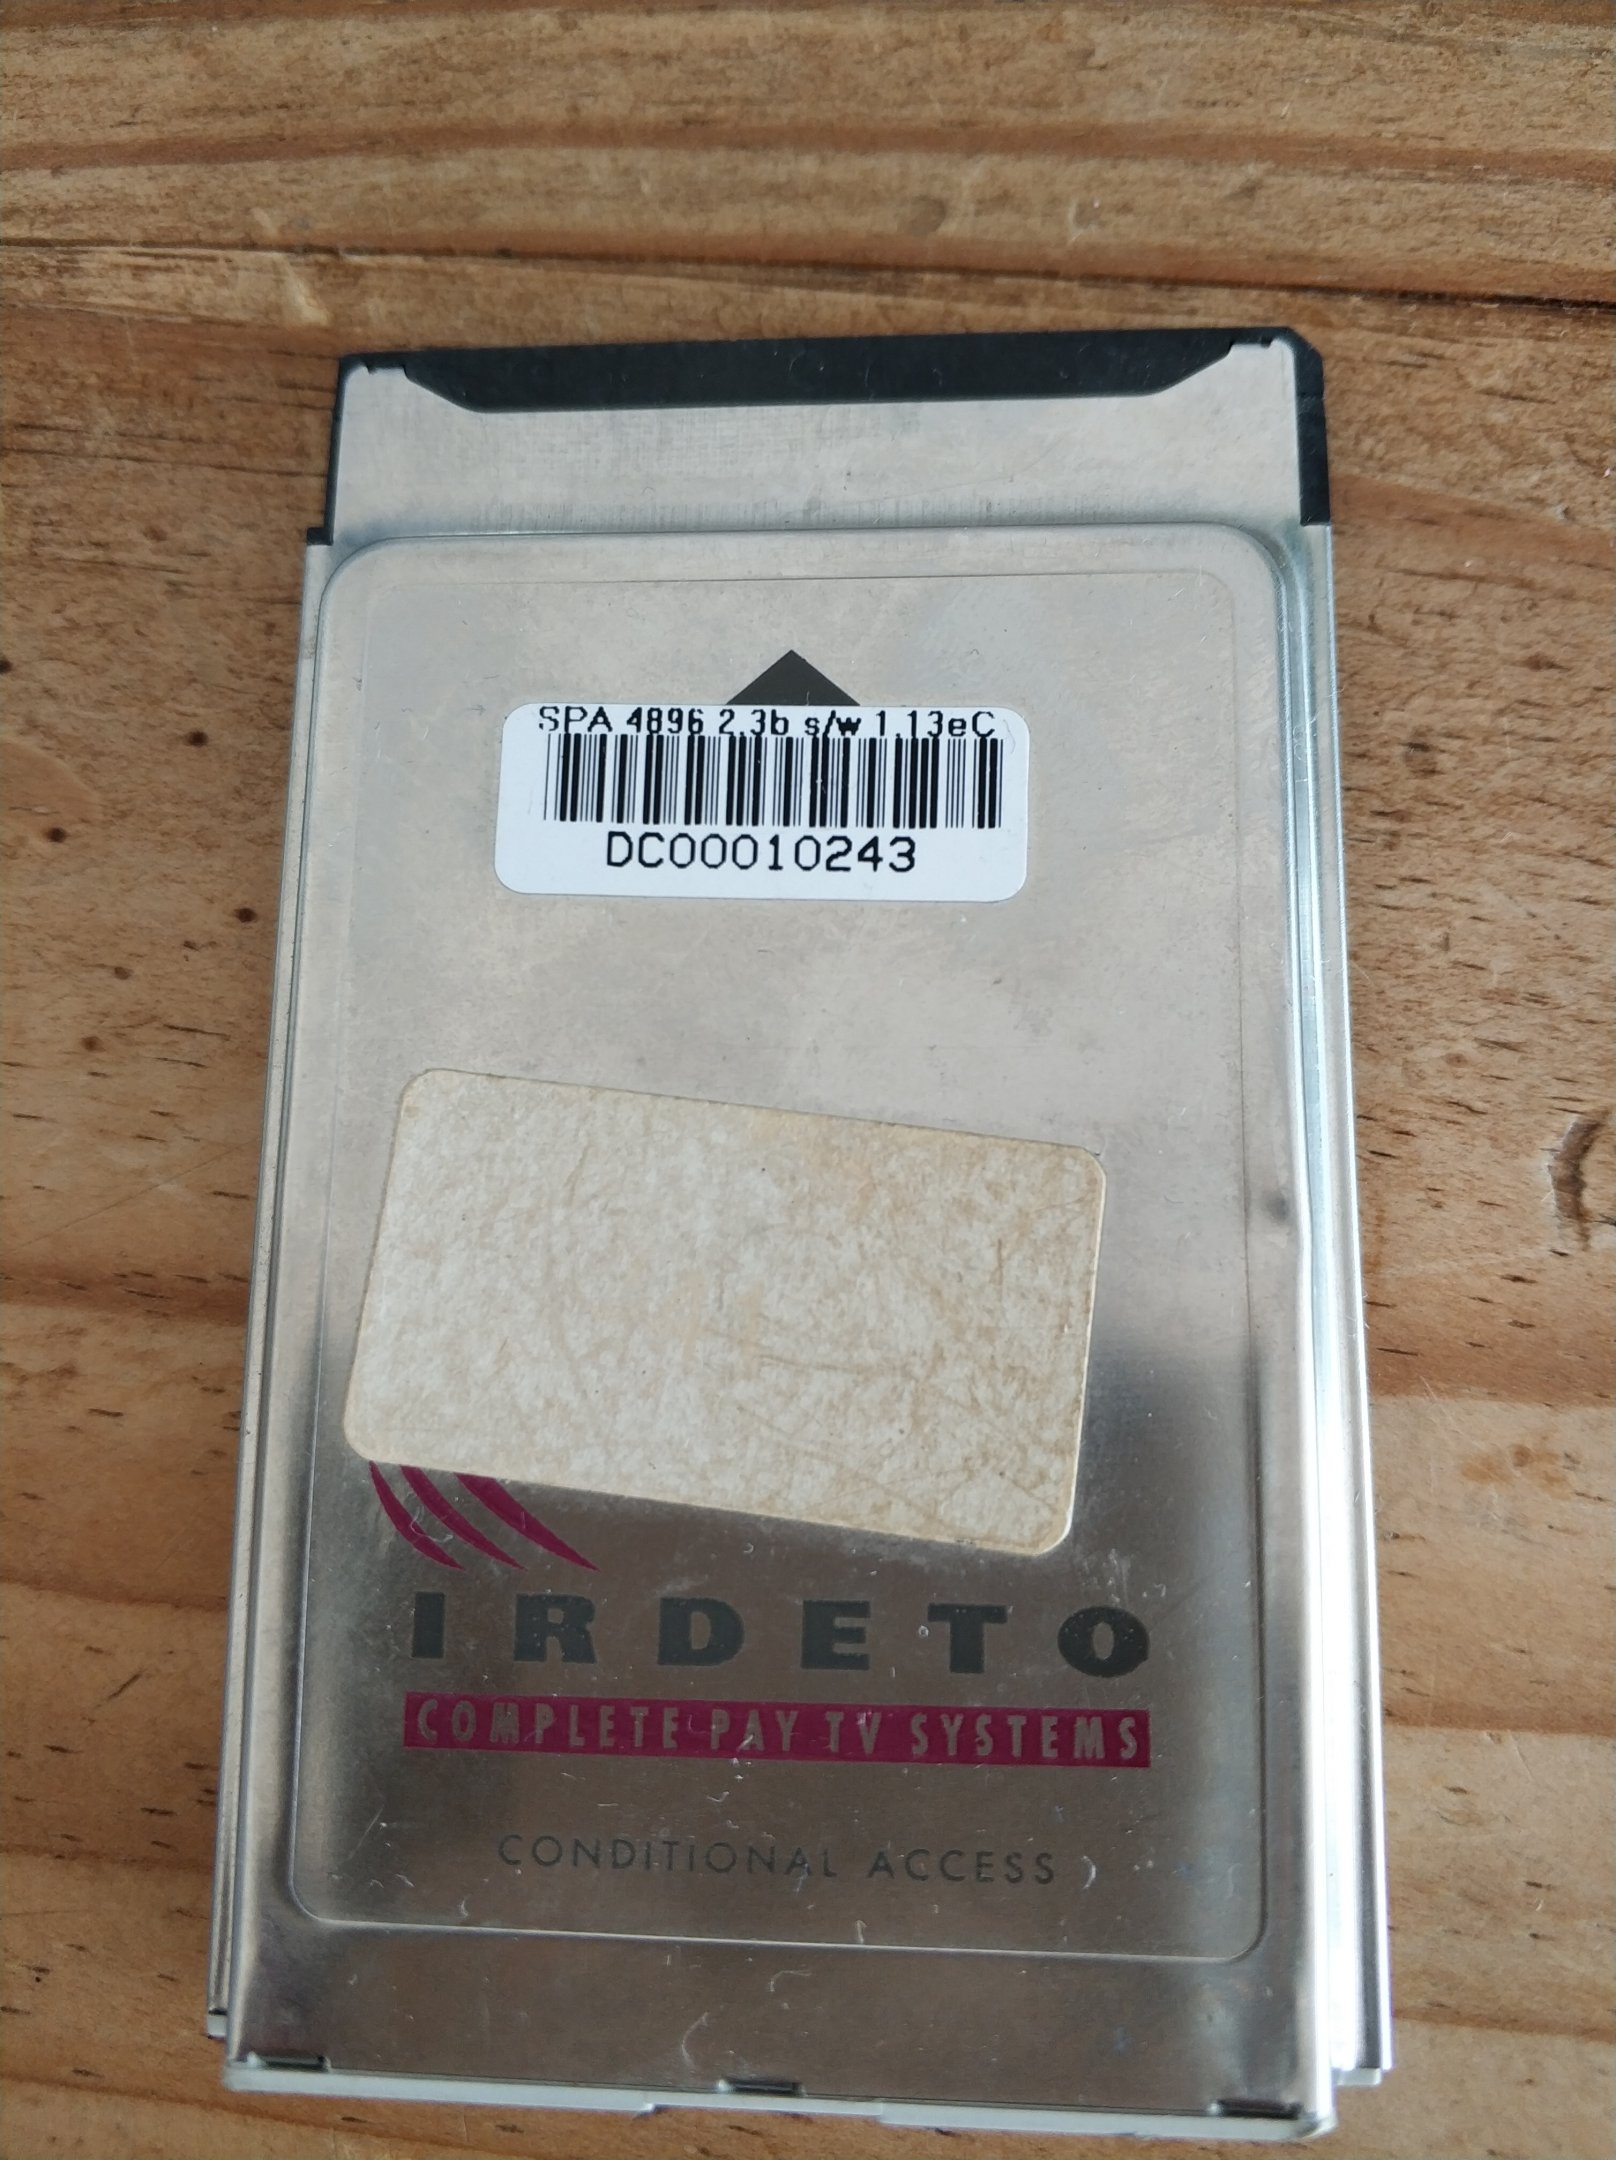 SPA 4896 2.3b s/w 1.13eC
DC00010243
IRDETO
COMPLETE PAY TV SYSTEMS
CONDITIONAL ACCESS